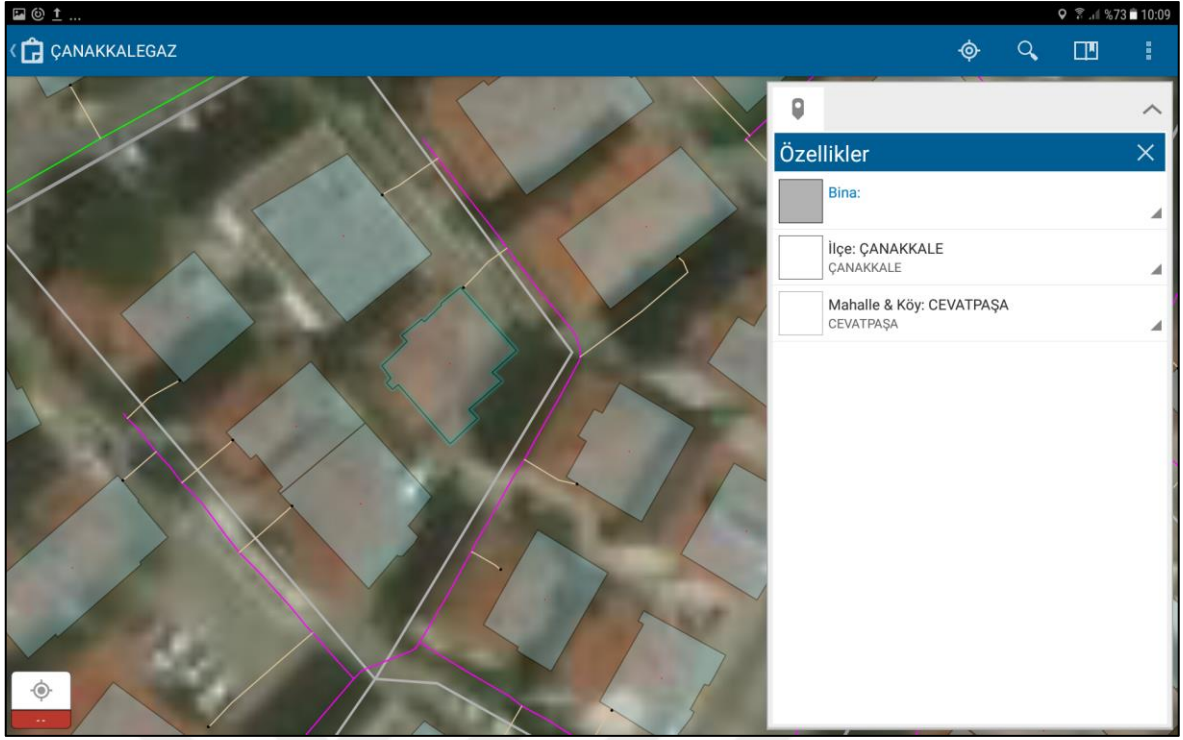 ... %73 10:09
ÇANAKKALEGAZ
Özellikler
Bina:
İlçe: ÇANAKKALE
ÇANAKKALE
Mahalle & Köy: CEVATPAŞA
CEVATPAŞA
--